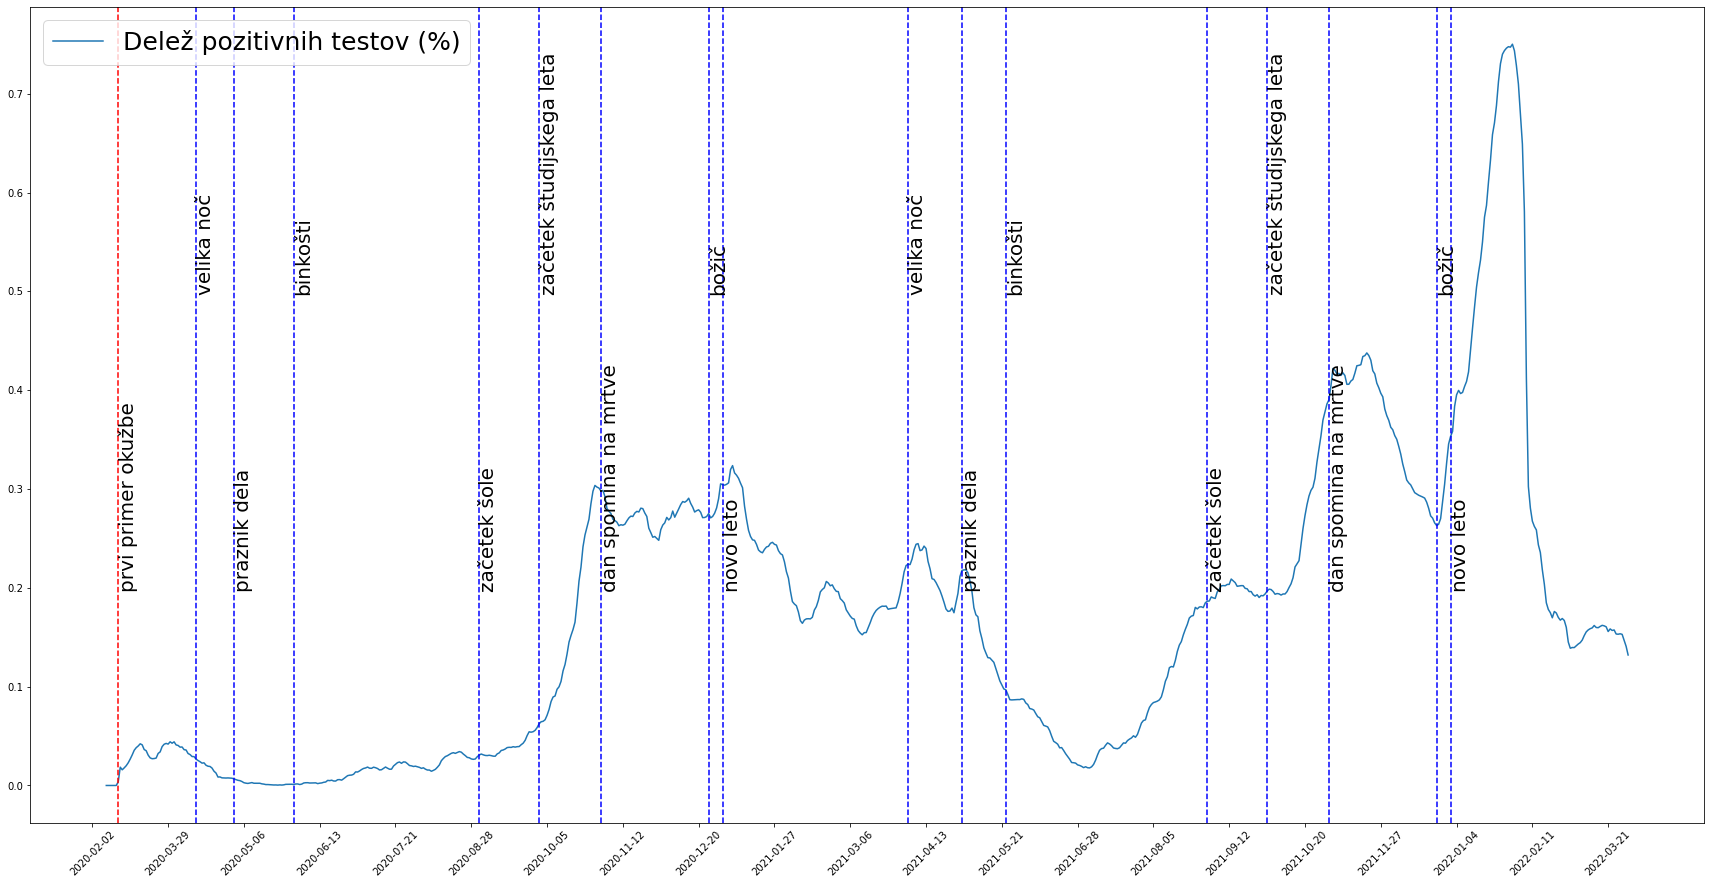 Delež pozitivnih testov (%)
0.7
0.6
0.5
0.4
0.3
0.2
0.1
0.0
prvi primer okužbe
velika noč
praznik dela
binkošti
začetek šole
začetek študijskega leta
dan spomina na mrtve
božič
novo leto
velika noč
praznik dela
binkošti
začetek šole
začetek študijskega leta
dan spomina na mrtve
božič
novo leto
2020-02-02
2020-03-29
2020-05-06
2020-06-13
2020-07-21
2020-08-28
2020-10-05
2020-11-12
2020-12-20
2021-01-27
2021-03-06
2021-04-13
2021-05-21
2021-06-28
2021-08-05
2021-09-12
2021-10-20
2021-11-27
2022-01-04
2022-02-11
2022-03-21